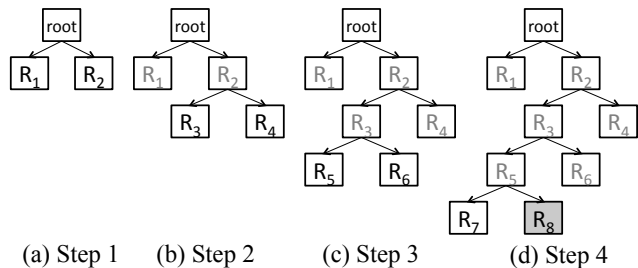 root
R1 R2
(a) Step 1
root
R1 R2
R3 R4
(b) Step 2
root
R1 R2
R3 R4
R5 R6
(c) Step 3
root
R1 R2
R3 R4
R5 R6
R7 R8
(d) Step 4